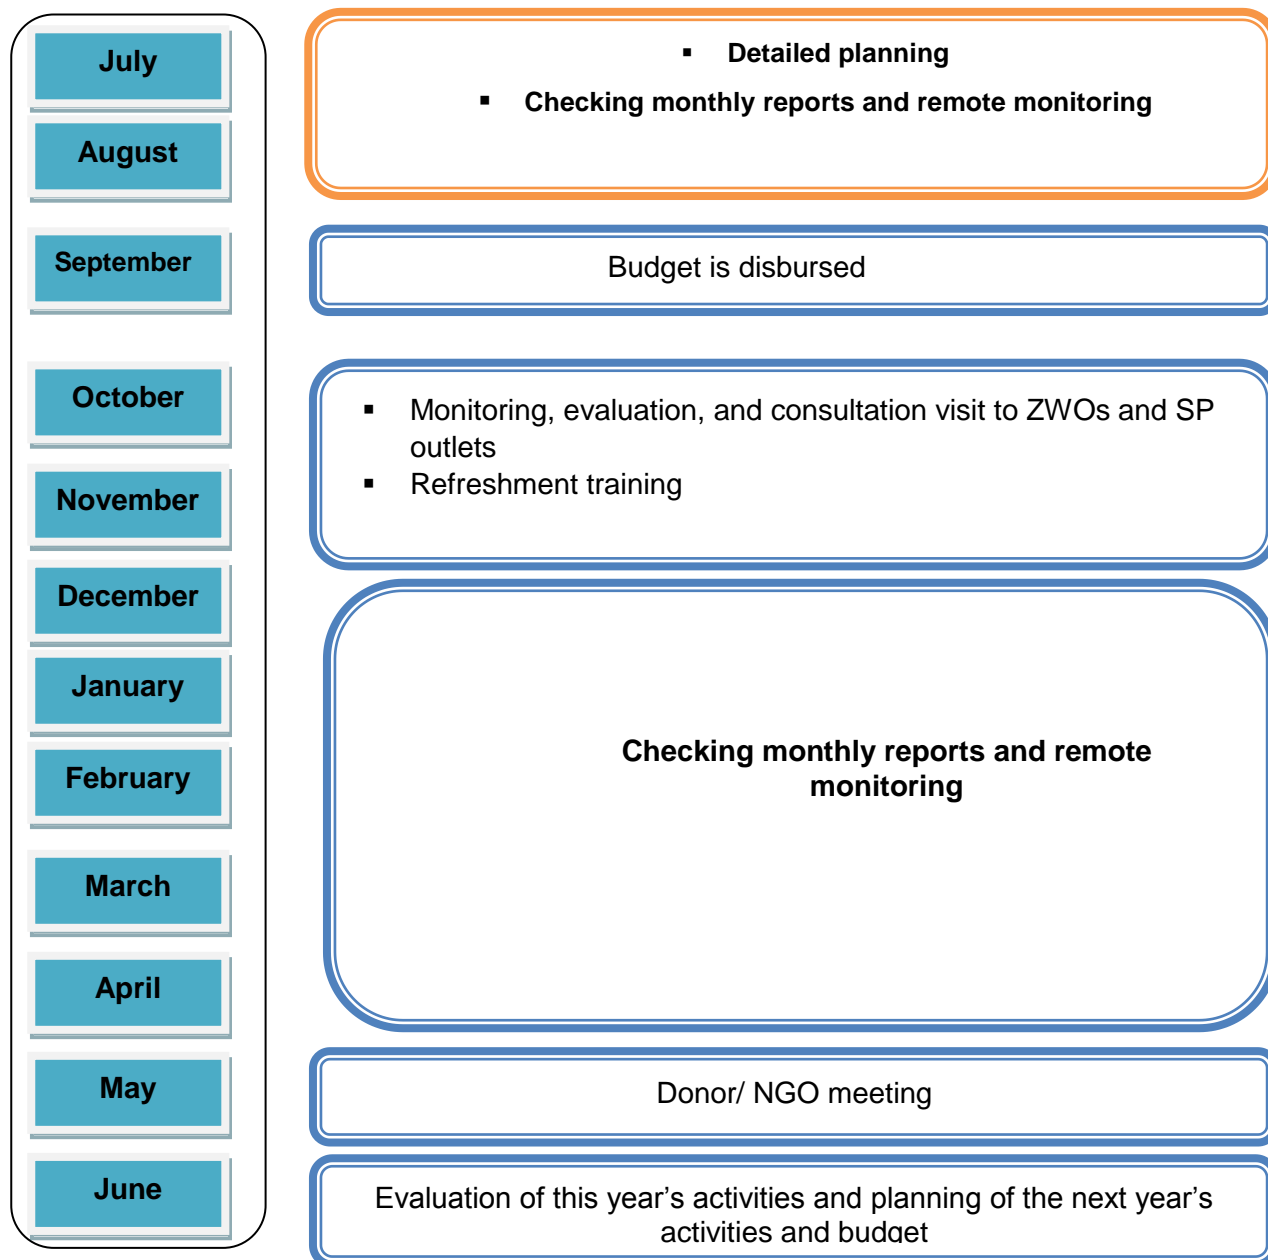 July
▪ Detailed planning
▪ Checking monthly reports and remote monitoring
August
September
Budget is disbursed
October
▪ Monitoring, evaluation, and consultation visit to ZWOs and SP
outlets
▪ Refreshment training
November
December
January
February
Checking monthly reports and remote
monitoring
March
April
May
Donor/ NGO meeting
June
Evaluation of this year’s activities and planning of the next year’s
activities and budget